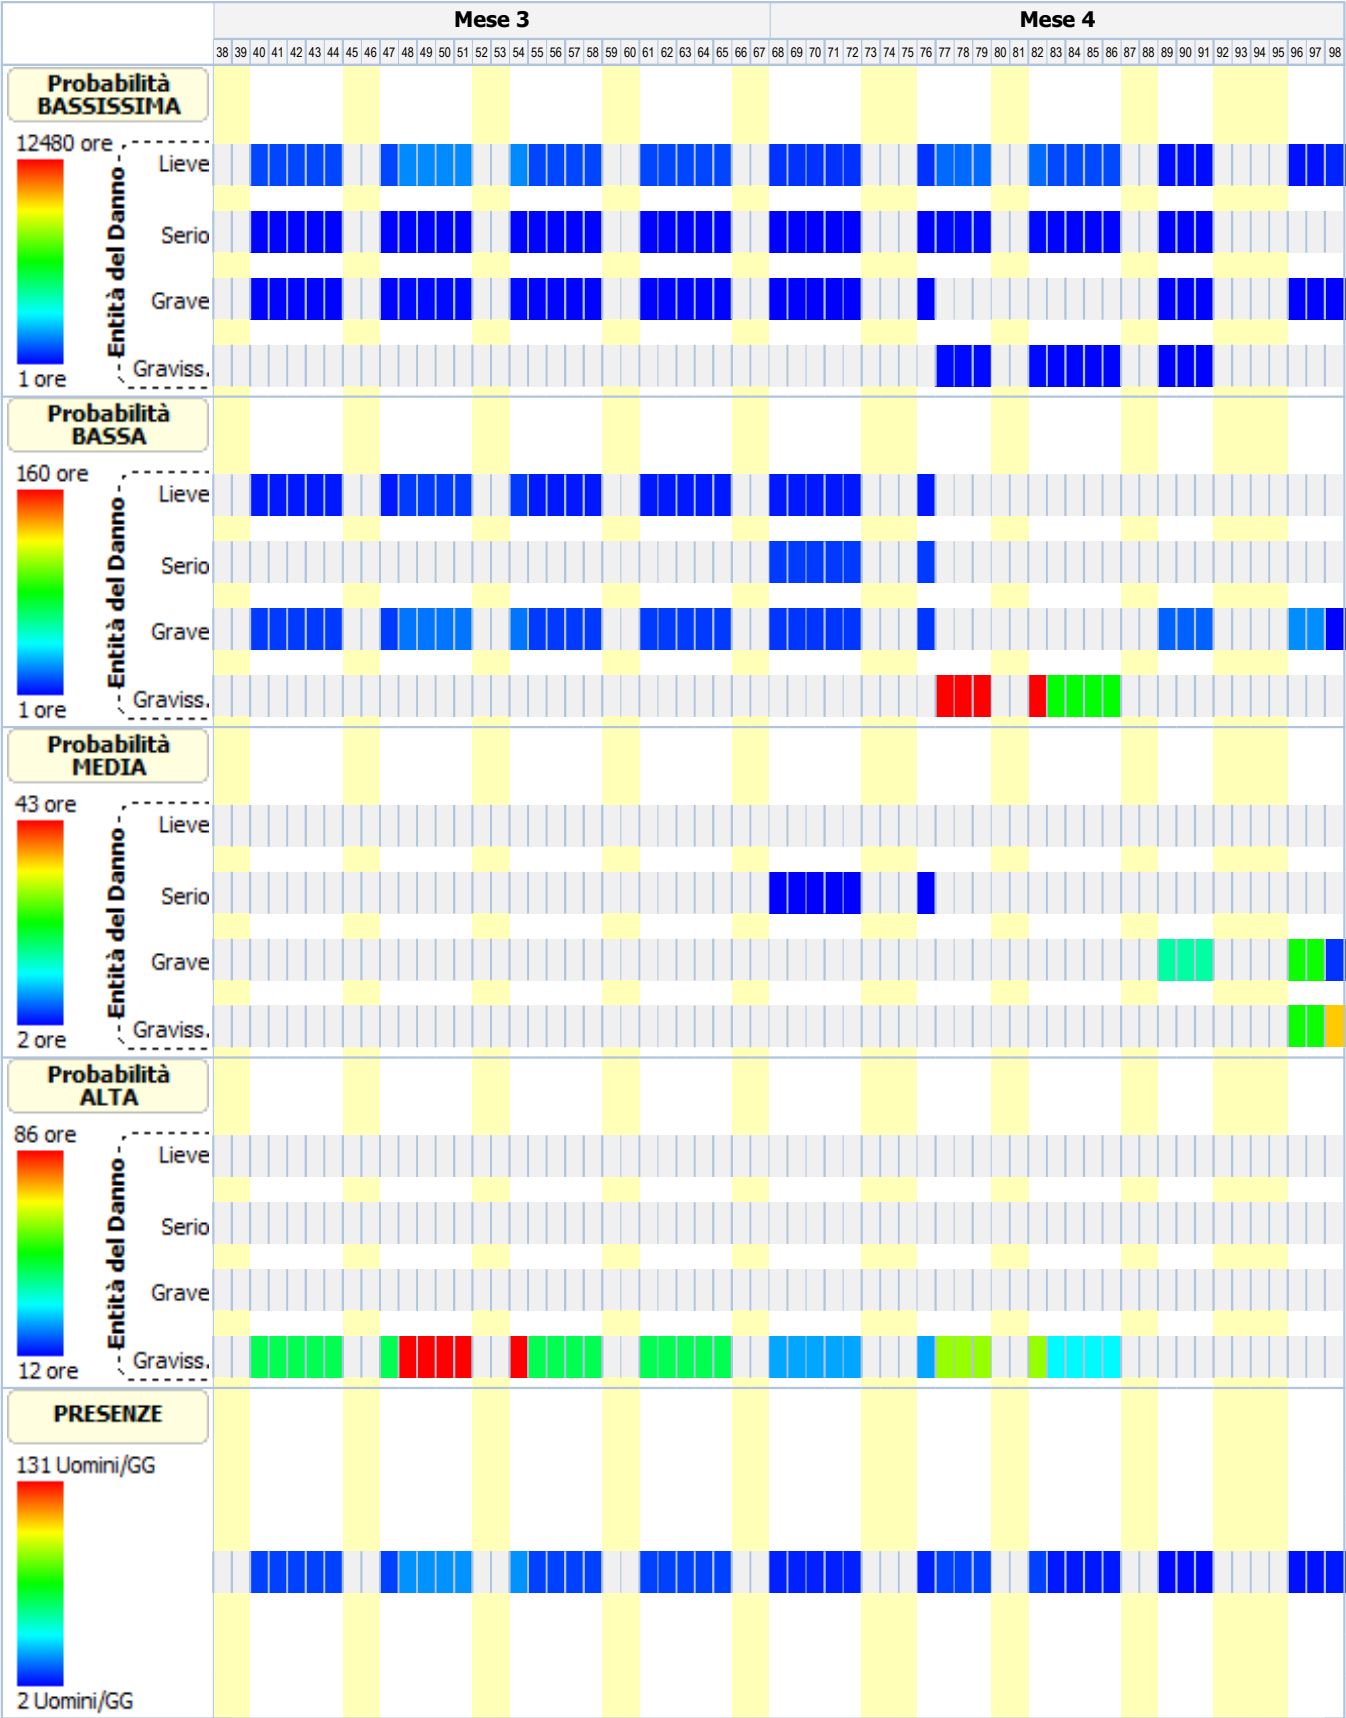 Mese 3 Mese 4
38 39 40 41 42 43 44 45 46 47 48 49 50 51 52 53 54 55 56 57 58 59 60 61 62 63 64 65 66 67 68 69 70 71 72 73 74 75 76 77 78 79 80 81 82 83 84 85 86 87 88 89 90 91 92 93 94 95 96 97 98
Probabilità
BASSISSIMA
12480 ore
1 ore
Entità del Danno
Lieve
Serio
Grave
Graviss.
Probabilità
BASSA
160 ore
1 ore
Entità del Danno
Lieve
Serio
Grave
Graviss.
Probabilità
MEDIA
43 ore
2 ore
Entità del Danno
Lieve
Serio
Grave
Graviss.
Probabilità
ALTA
86 ore
12 ore
Entità del Danno
Lieve
Serio
Grave
Graviss.
PRESENZE
131 Uomini/GG
2 Uomini/GG